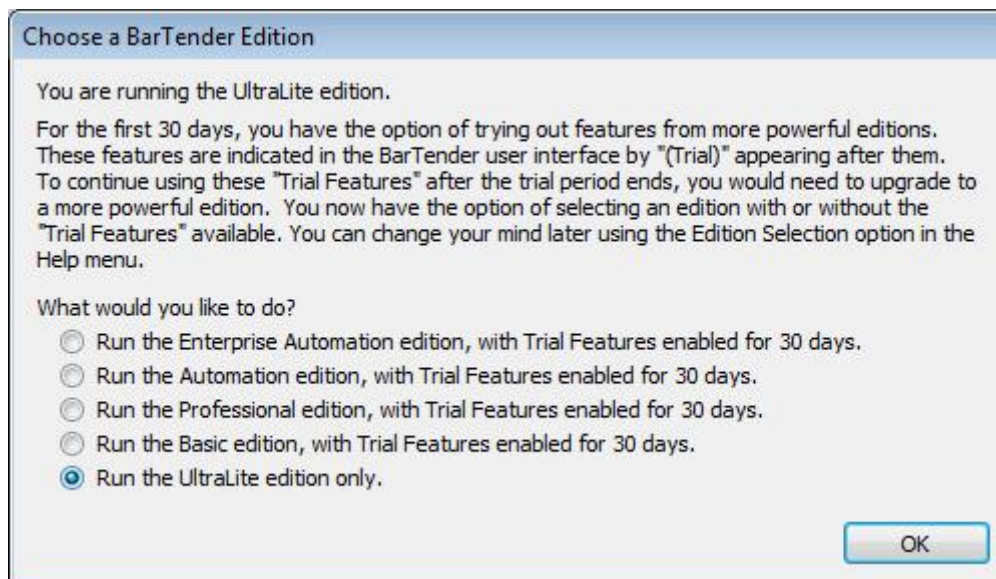 Choose a BarTender Edition
You are running the UltraLite edition.
For the first 30 days, you have the option of trying out features from more powerful editions.
These features are indicated in the BarTender user interface by "(Trial)" appearing after them.
To continue using these "Trial Features" after the trial period ends, you would need to upgrade to
a more powerful edition.  You now have the option of selecting an edition with or without the
"Trial Features" available. You can change your mind later using the Edition Selection option in the
Help menu.
What would you like to do?
Run the Enterprise Automation edition, with Trial Features enabled for 30 days.
Run the Automation edition, with Trial Features enabled for 30 days.
Run the Professional edition, with Trial Features enabled for 30 days.
Run the Basic edition, with Trial Features enabled for 30 days.
Run the UltraLite edition only.
OK